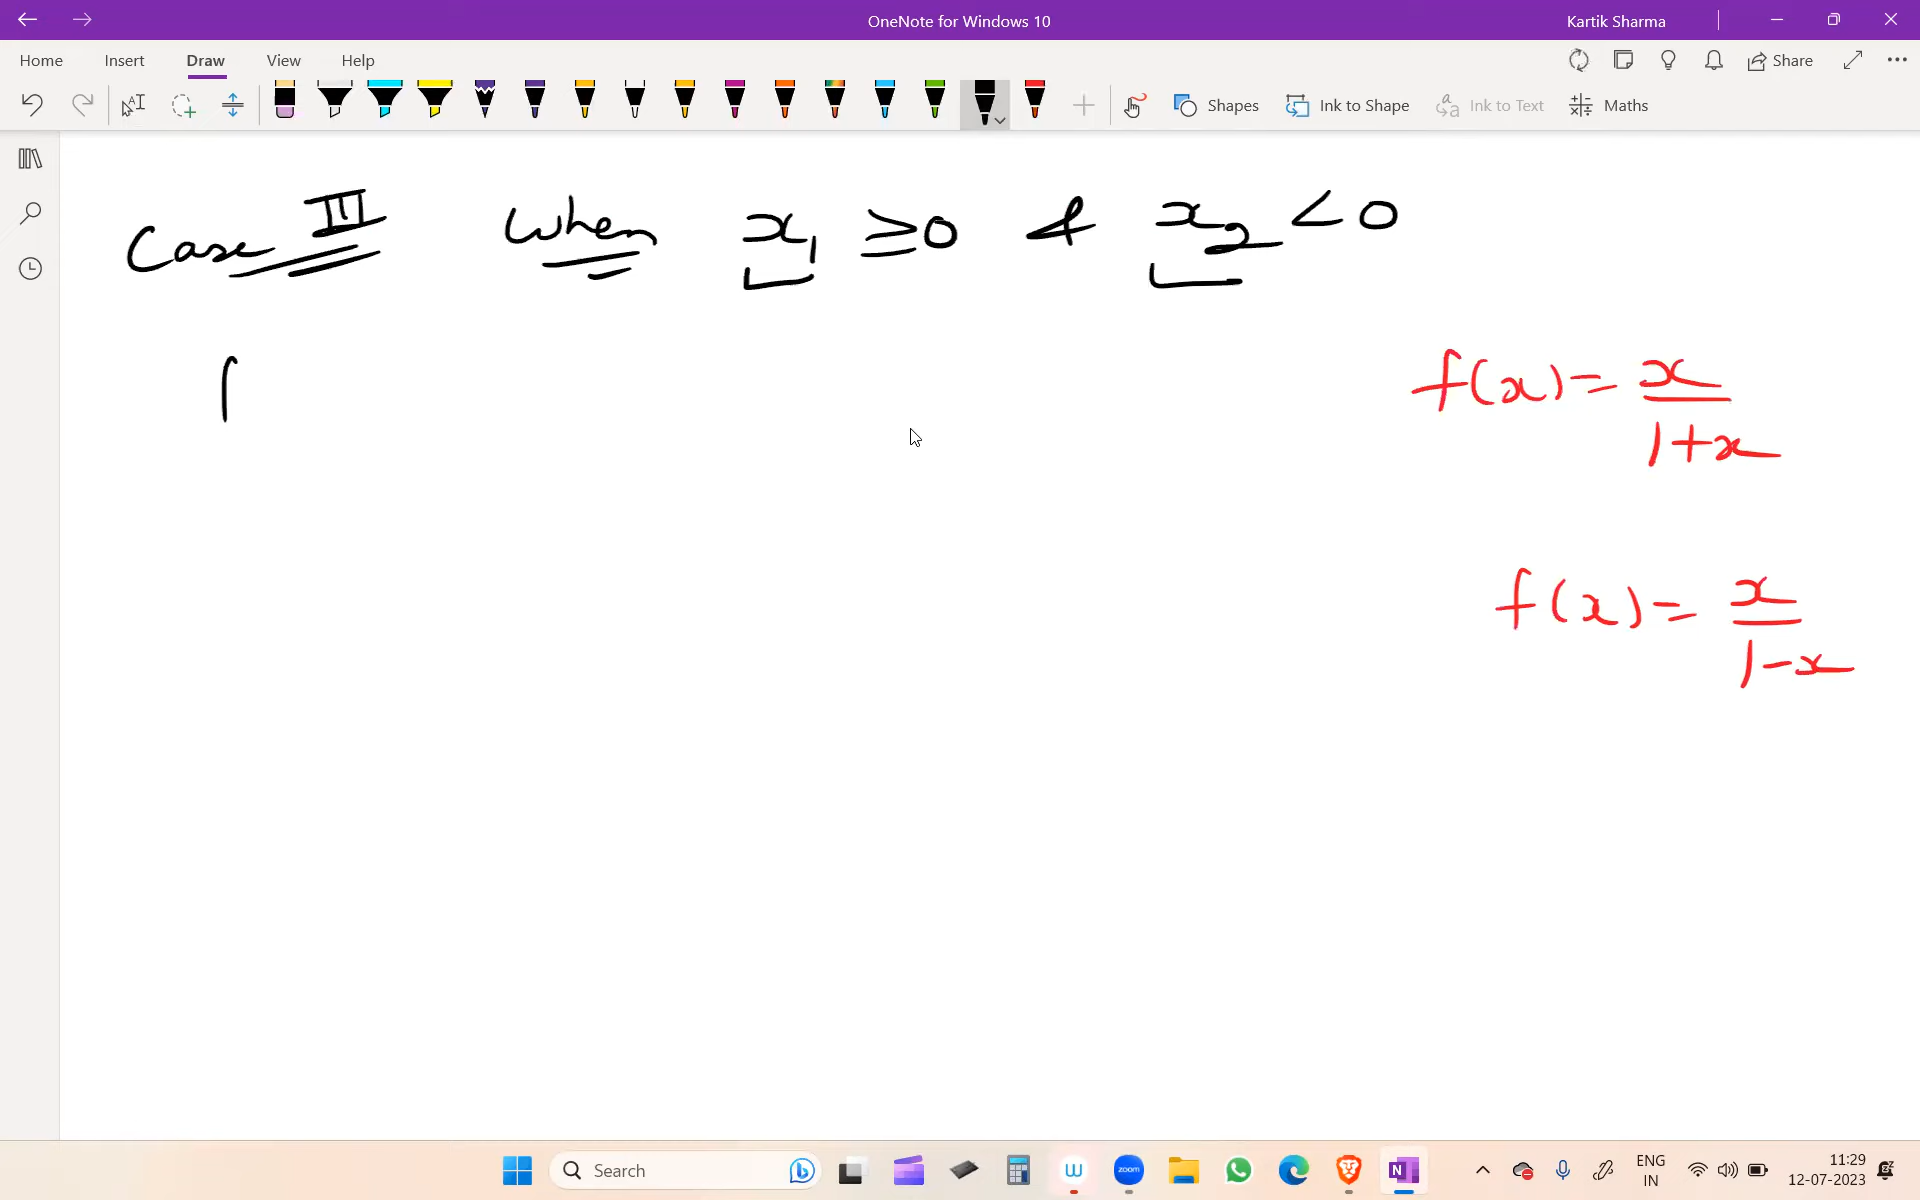 OneNote for Windows 10
Kartik Sharma
Home Insert Draw View Help
Share
Shapes Ink to Shape Ink to Text Maths
Case III When x₁ ≥ 0 & x₂ < 0
f(x) = x/(1+x)
f(x) = x/(1-x)
Search
zoom
ENG
IN
11:29
12-07-2023